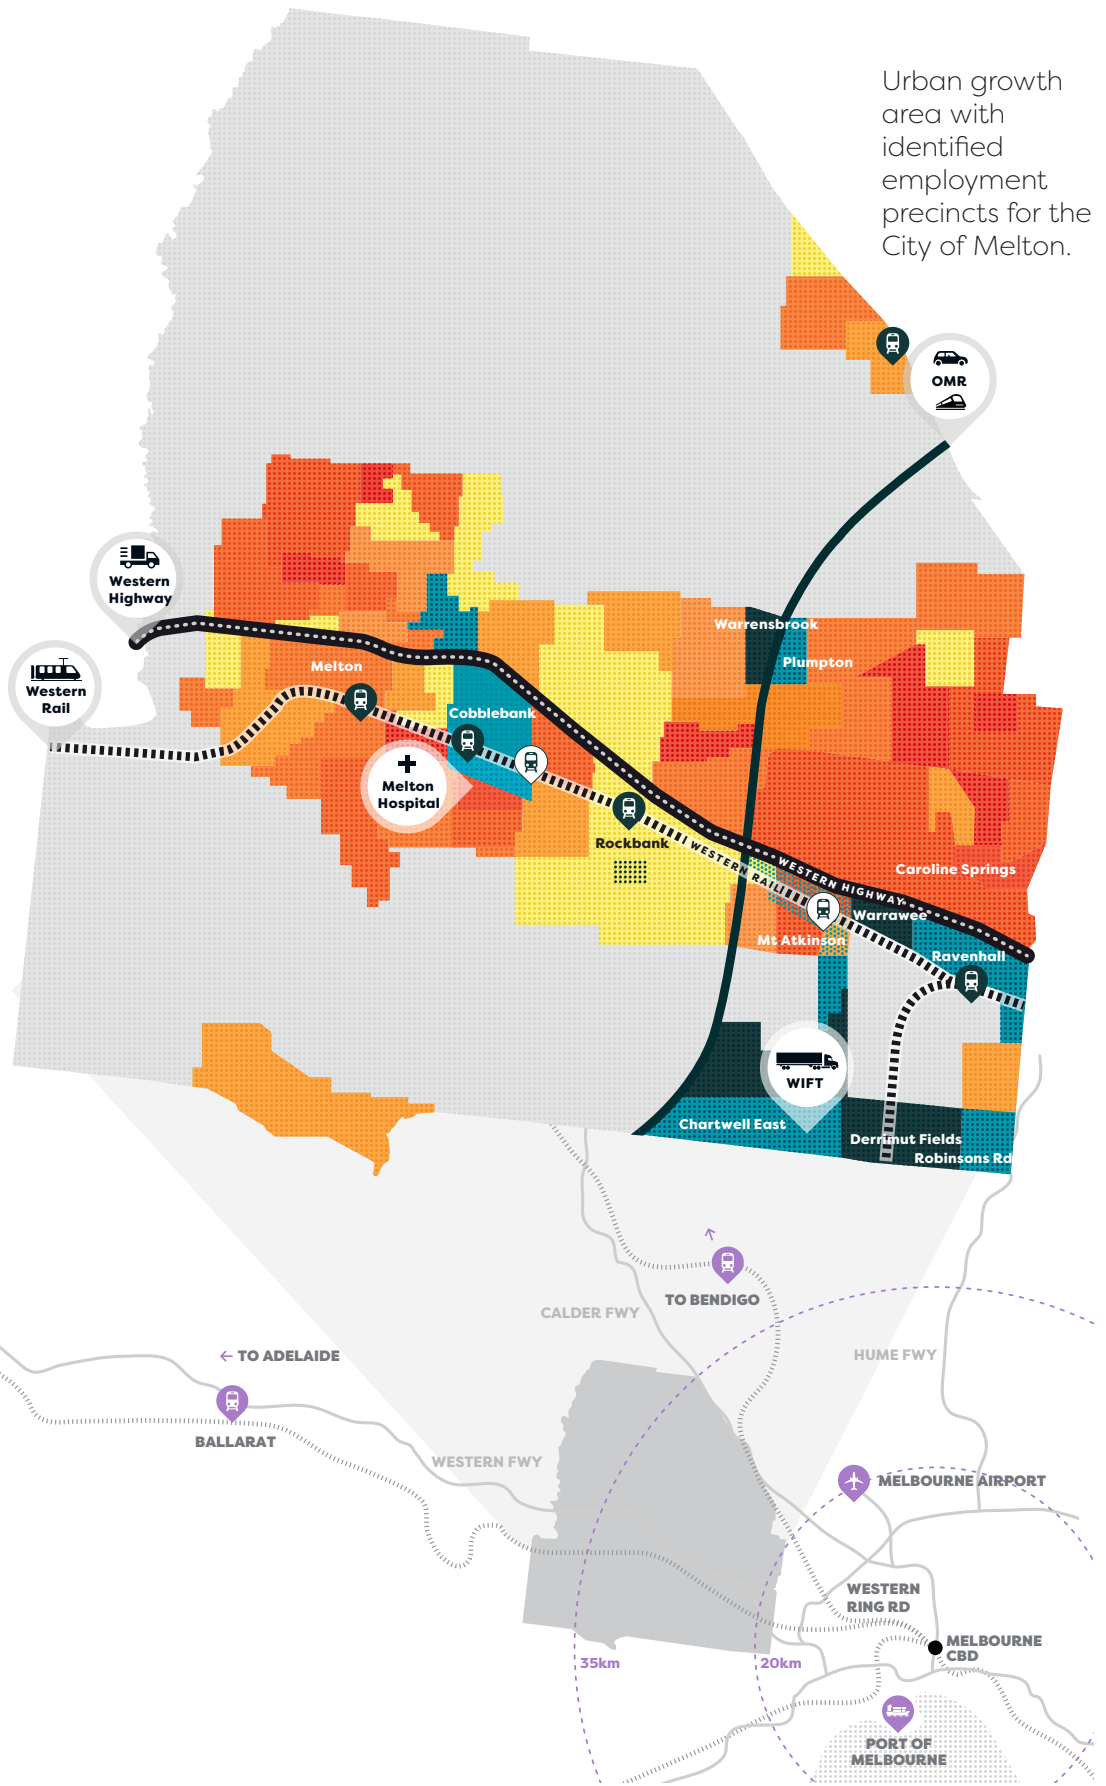 Urban growth
area with
identified
employment
precincts for the
City of Melton.
OMR
Western
Highway
Western
Rail
Warrensbrook
Plumpton
Melton
Cobblebank
Melton
Hospital
Rockbank
WESTERN RAIL
WESTERN HIGHWAY
Caroline Springs
Warrawee
Mt Atkinson
Ravenhall
WIFT
Chartwell East
Derrimut Fields
Robinsons Rd
TO BENDIGO
CALDER FWY
HUME FWY
← TO ADELAIDE
BALLARAT
WESTERN FWY
MELBOURNE AIRPORT
WESTERN
RING RD
MELBOURNE
CBD
35km
20km
PORT OF
MELBOURNE